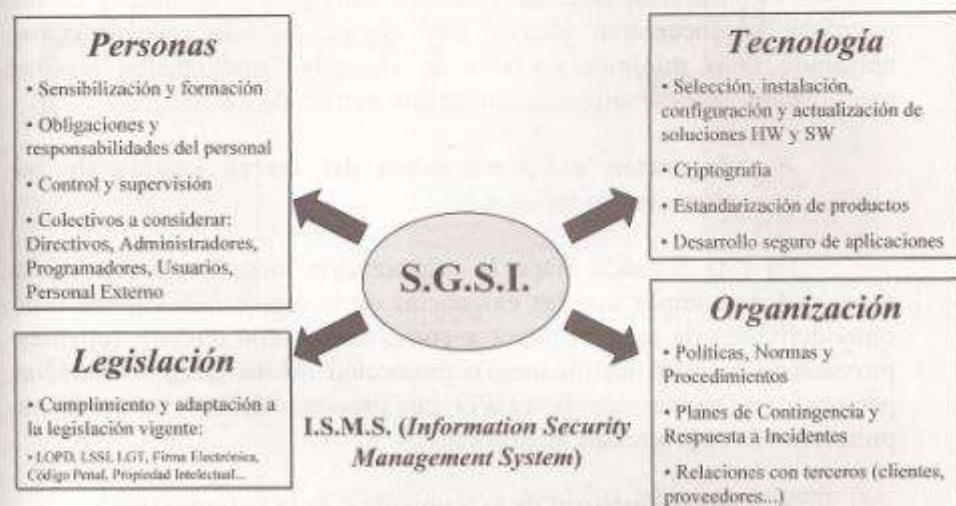 Personas
• Sensibilización y formación
• Obligaciones y
responsabilidades del personal
• Control y supervisión
• Colectivos a considerar:
Directivos, Administradores,
Programadores, Usuarios,
Personal Externo
Tecnología
• Selección, instalación,
configuración y actualización de
soluciones HW y SW
• Criptografia
• Estandarización de productos
• Desarrollo seguro de aplicaciones
S.G.S.I.
Legislación
• Cumplimiento y adaptación a
la legislación vigente:
• LOPD, LSSI, LGT, Firma Electrónica,
Código Penal, Propiedad Intelectual...
I.S.M.S. (Information Security
Management System)
Organización
• Políticas, Normas y
Procedimientos
• Planes de Contingencia y
Respuesta a Incidentes
• Relaciones con terceros (clientes,
proveedores...)